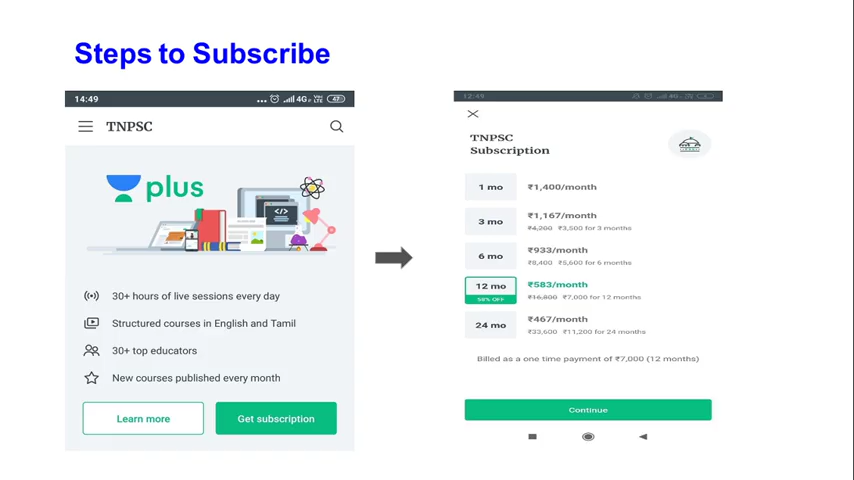 Steps to Subscribe
14:49
4G
VoLTE
47
TNPSC
plus
30+ hours of live sessions every day
Structured courses in English and Tamil
30+ top educators
New courses published every month
Learn more
Get subscription
12:49
4G
TNPSC
Subscription
1 mo
₹1,400/month
3 mo
₹1,167/month
₹4,200 ₹3,500 for 3 months
6 mo
₹933/month
₹8,400 ₹5,600 for 6 months
12 mo
58% OFF
₹583/month
₹16,800 ₹7,000 for 12 months
24 mo
₹467/month
₹33,600 ₹11,200 for 24 months
Billed as a one time payment of ₹7,000 (12 months)
Continue